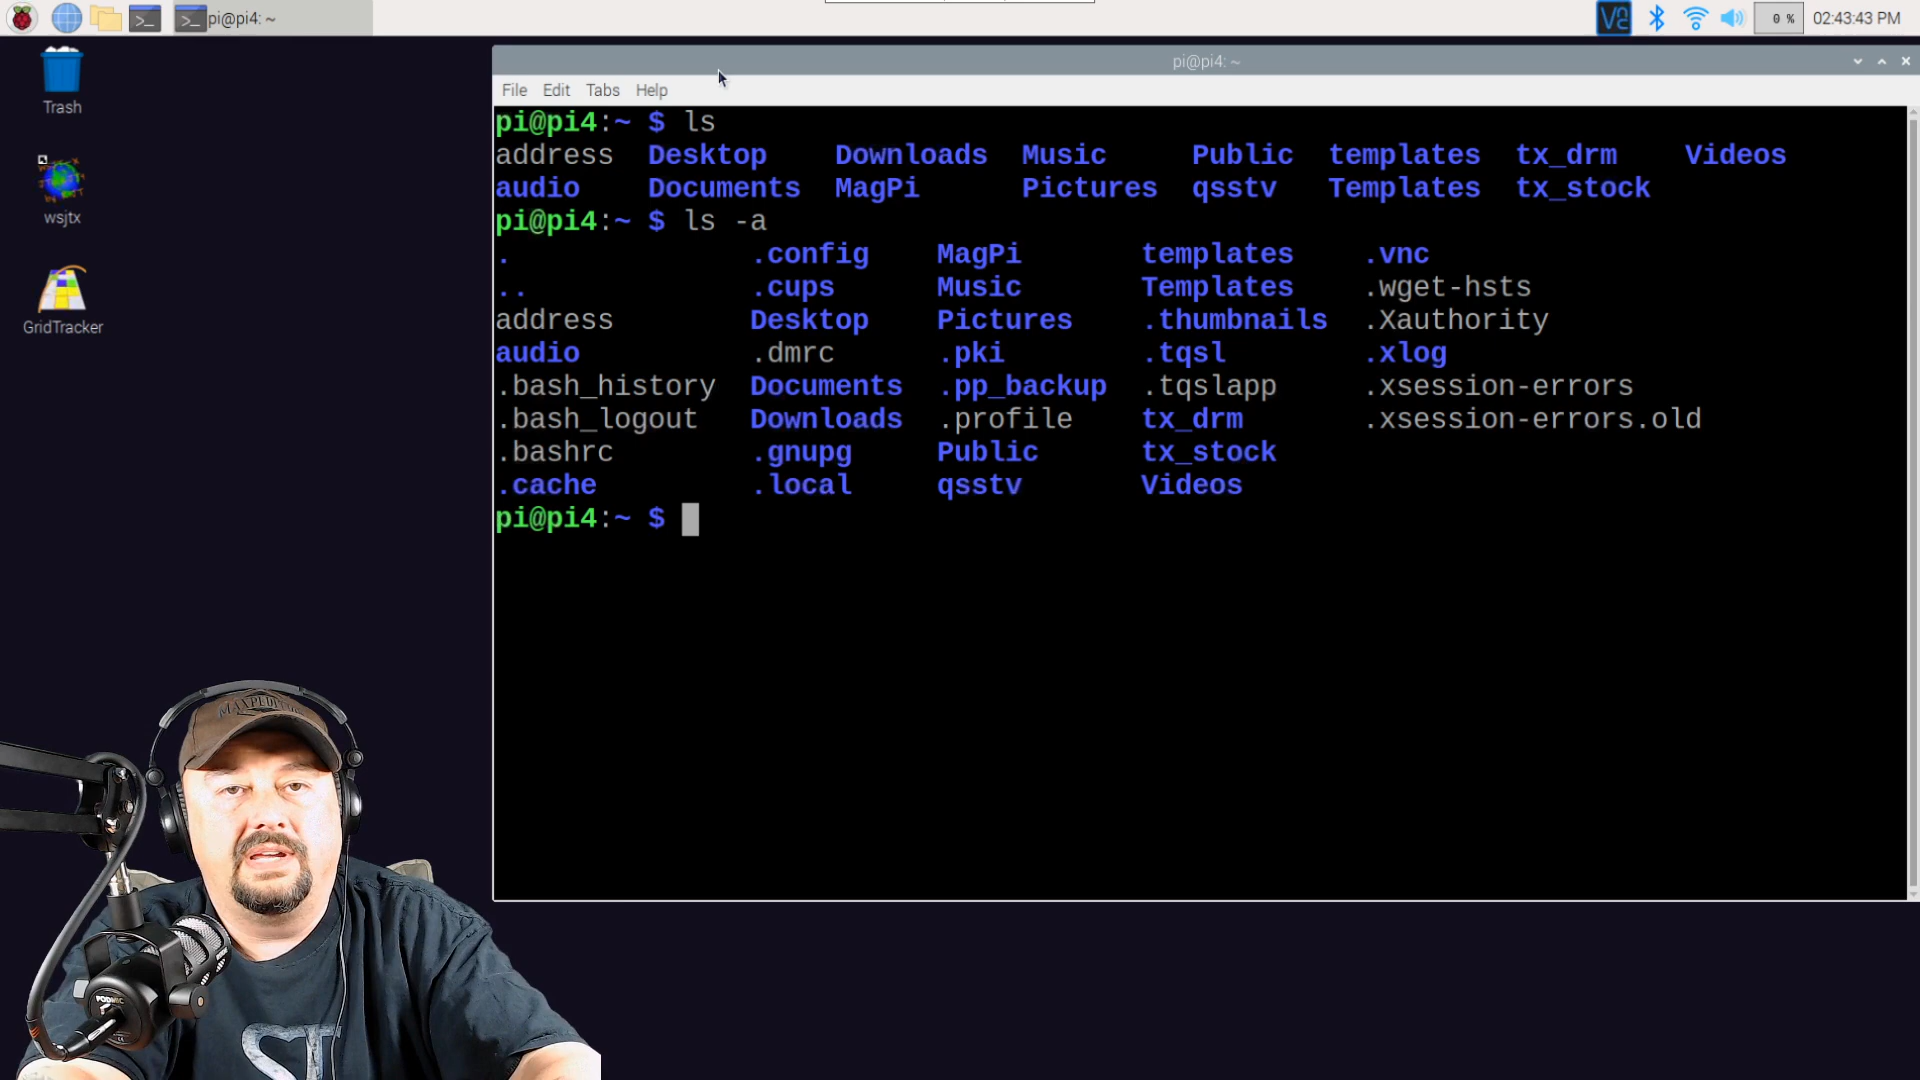 pi@pi4: ~
0 %
02:43:43 PM
Trash
wsjtx
GridTracker
pi@pi4: ~
File Edit Tabs Help
pi@pi4:~ $ ls
address Desktop Downloads Music Public templates tx_drm Videos
audio Documents MagPi Pictures qsstv Templates tx_stock
pi@pi4:~ $ ls -a
. .config MagPi templates .vnc
.. .cups Music Templates .wget-hsts
address Desktop Pictures .thumbnails .Xauthority
audio .dmrc .pki .tqsl .xlog
.bash_history Documents .pp_backup .tqslapp .xsession-errors
.bash_logout Downloads .profile tx_drm .xsession-errors.old
.bashrc .gnupg Public tx_stock
.cache .local qsstv Videos
pi@pi4:~ $
MAXPEDITION
PODMIC